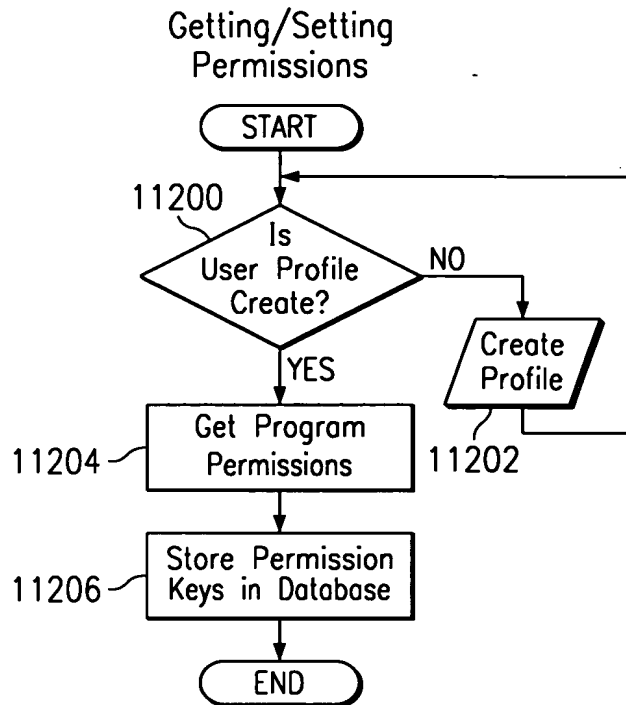 Getting/Setting
Permissions
START
11200
Is
User Profile
Create?
NO
YES
Create
Profile
11202
11204
Get Program
Permissions
11206
Store Permission
Keys in Database
END